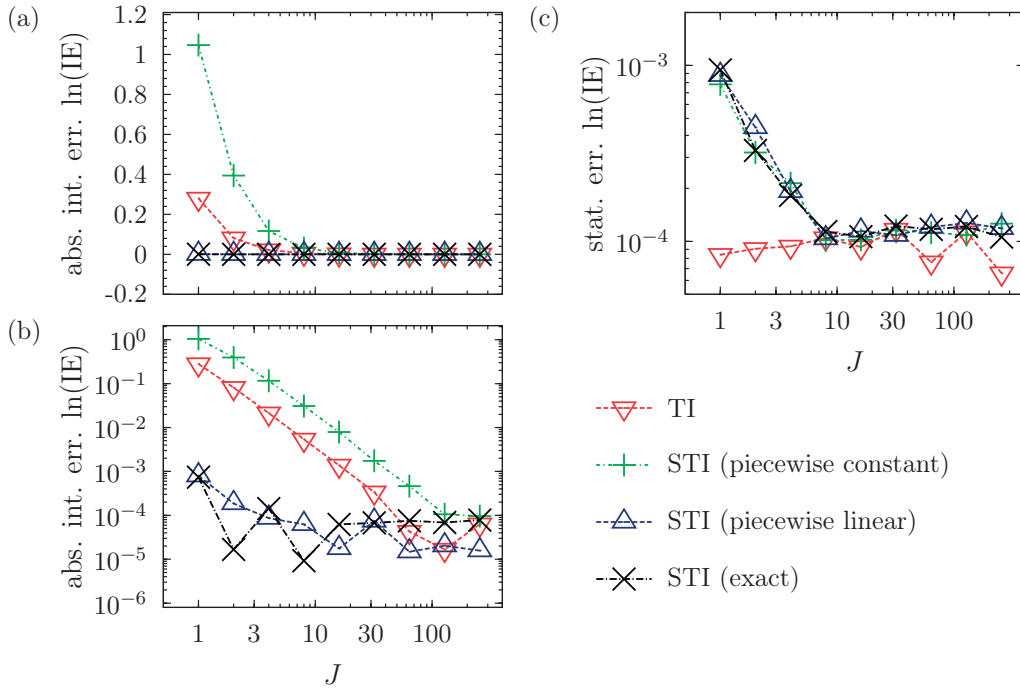 (a)
abs. int. err. ln(IE)
1.2
1
0.8
0.6
0.4
0.2
0
-0.2
(b)
abs. int. err. ln(IE)
10^0
10^-1
10^-2
10^-3
10^-4
10^-5
10^-6
1 3 10 30 100
J
(c)
stat. err. ln(IE)
10^-3
10^-4
1 3 10 30 100
J
TI
STI (piecewise constant)
STI (piecewise linear)
STI (exact)